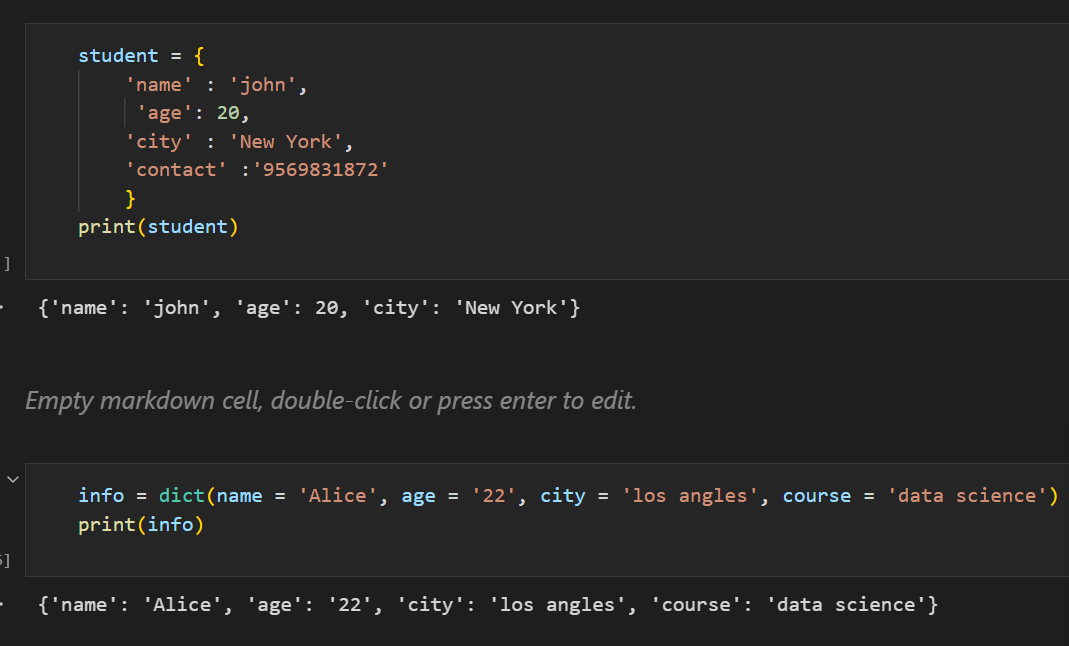 student = {
'name' : 'john',
'age': 20,
'city' : 'New York',
'contact' :'9569831872'
}
print(student)
]
{'name': 'john', 'age': 20, 'city': 'New York'}
Empty markdown cell, double-click or press enter to edit.
info = dict(name = 'Alice', age = '22', city = 'los angles', course = 'data science')
print(info)
]
{'name': 'Alice', 'age': '22', 'city': 'los angles', 'course': 'data science'}